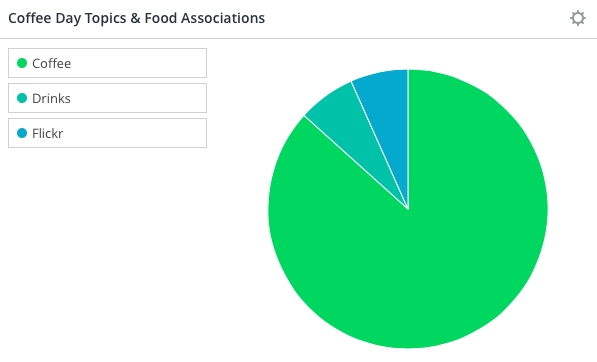 Coffee Day Topics & Food Associations
Coffee
Drinks
Flickr